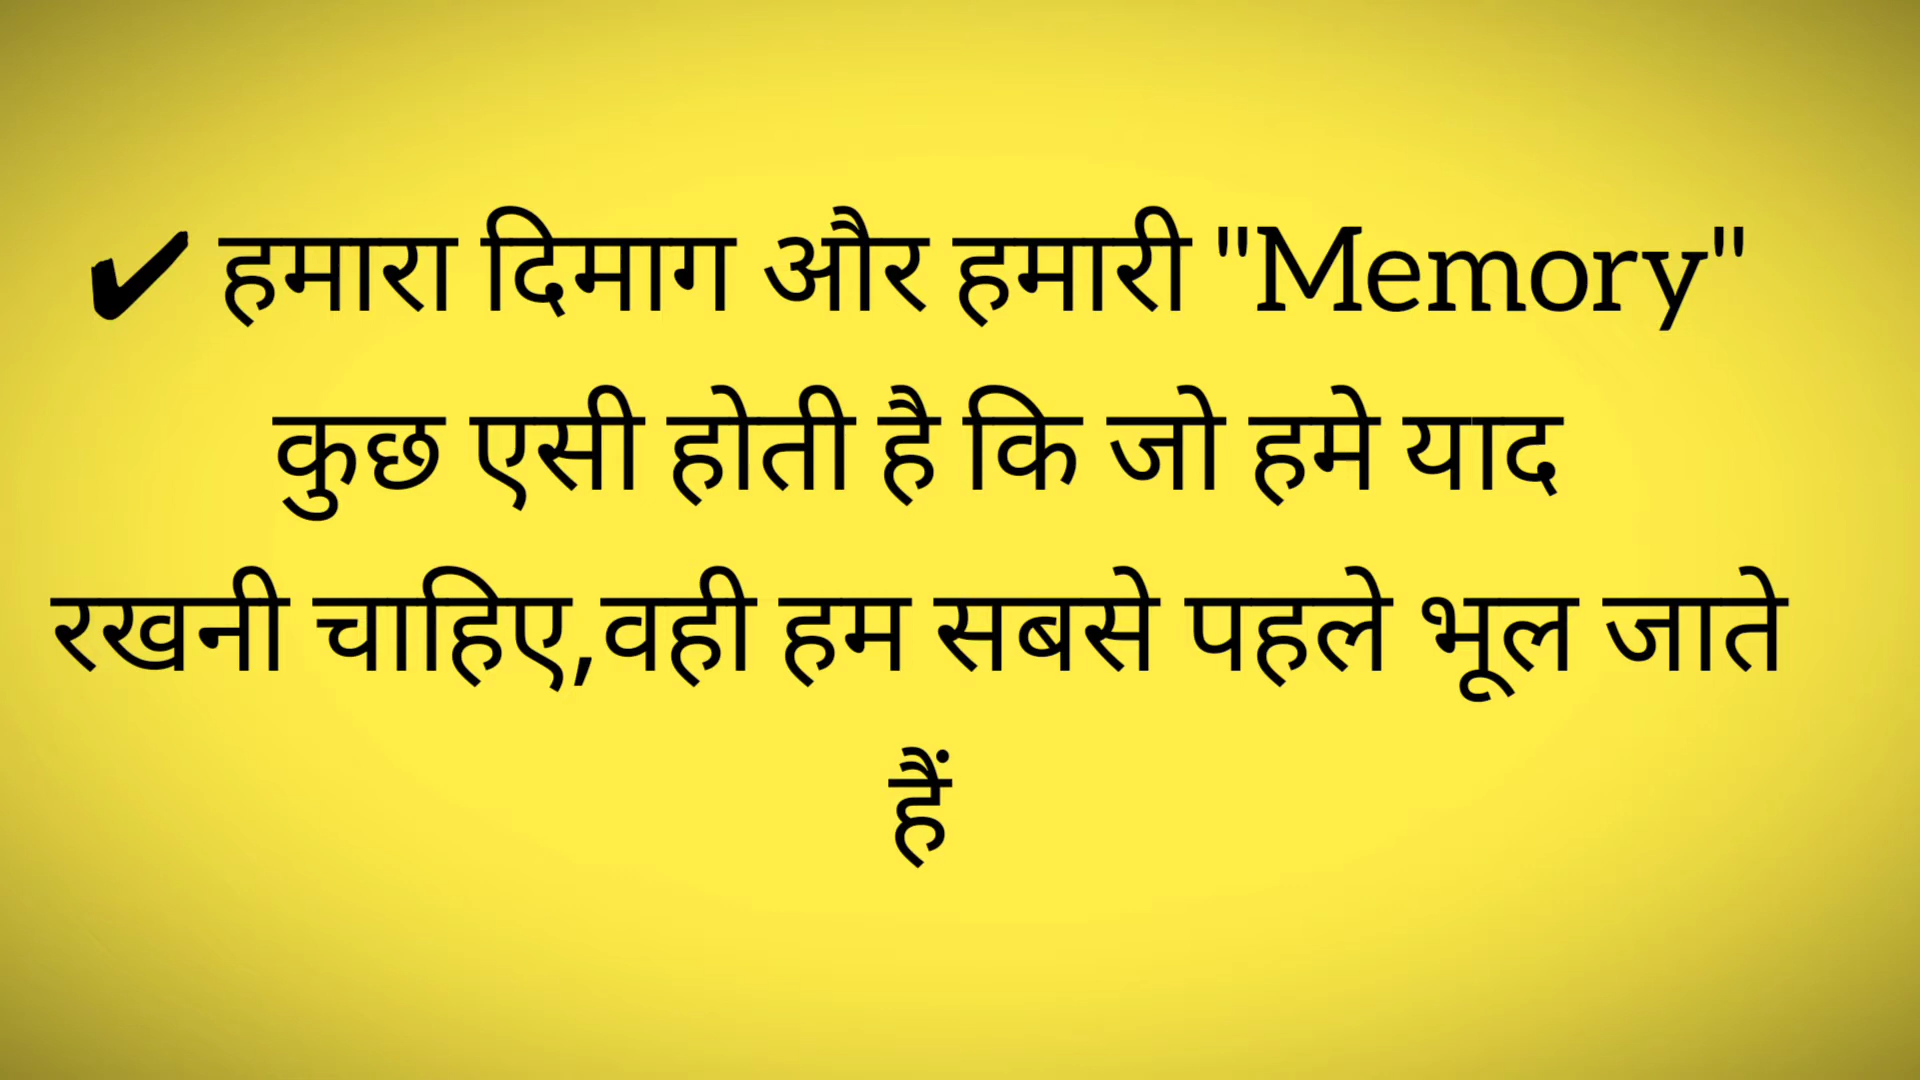 ✔ हमारा दिमाग और हमारी "Memory"
कुछ एसी होती है कि जो हमे याद
रखनी चाहिए,वही हम सबसे पहले भूल जाते
हैं